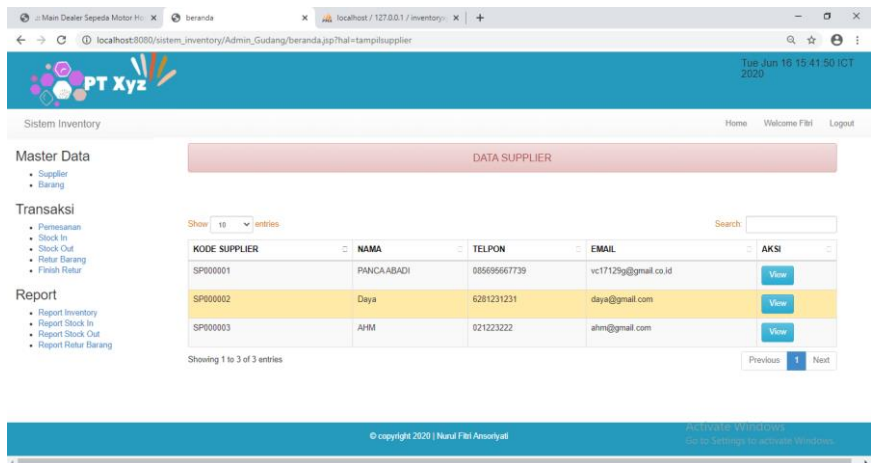 Main Dealer Sepeda Motor Ho
beranda
localhost / 127.0.0.1 / inventory
localhost:8080/sistem_inventory/Admin_Gudang/beranda.jsp?hal=tampilsupplier
PT Xyz
Tue Jun 16 15:41:50 ICT
2020
Sistem Inventory
Home Welcome Fitri Logout
Master Data
Supplier
Barang
Transaksi
Pemesanan
Stock In
Stock Out
Retur Barang
Finish Retur
Report
Report Inventory
Report Stock In
Report Stock Out
Report Retur Barang
DATA SUPPLIER
Show 10 entries
Search:
KODE SUPPLIER NAMA TELPON EMAIL AKSI
SP000001 PANCA ABADI 085695667739 vc17129g@gmail.co.id View
SP000002 Daya 6281231231 daya@gmail.com View
SP000003 AHM 021223222 ahm@gmail.com View
Showing 1 to 3 of 3 entries
Previous 1 Next
© copyright 2020 | Nurul Fitri Ansoriyati
Activate Windows
Go to Settings to activate Windows.